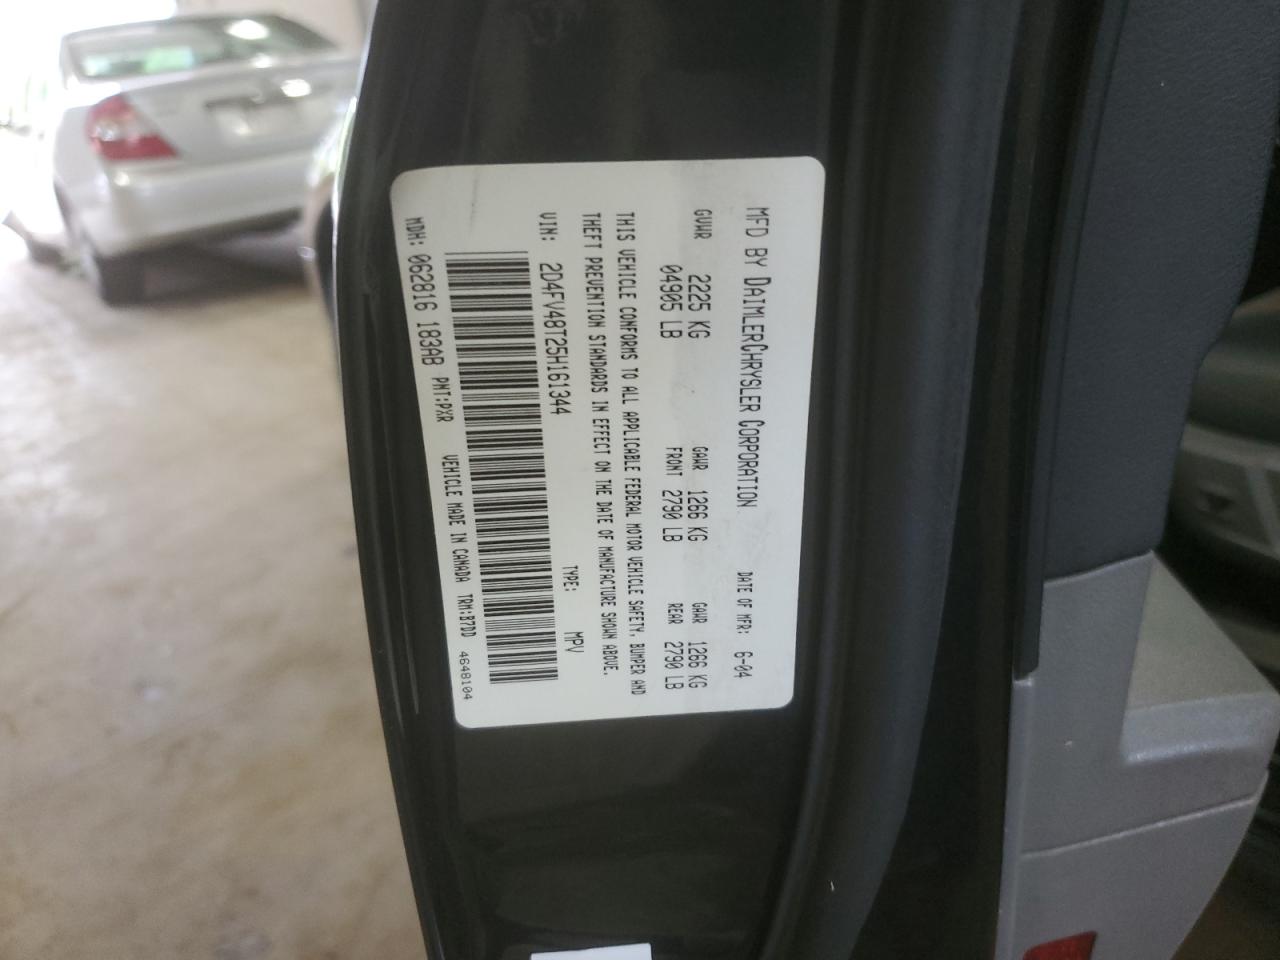 MFD BY DAIMLERCHRYSLER CORPORATION DATE OF MFR: 6-04
GVWR 2225 KG GAWR 1266 KG GAWR 1266 KG
04905 LB FRONT 2790 LB REAR 2790 LB
THIS VEHICLE CONFORMS TO ALL APPLICABLE FEDERAL MOTOR VEHICLE SAFETY, BUMPER AND
THEFT PREVENTION STANDARDS IN EFFECT ON THE DATE OF MANUFACTURE SHOWN ABOVE.
VIN: 2D4FV48T25H161344 TYPE: MPV
MDH: 062816 183AB PNT:PXR VEHICLE MADE IN CANADA TRM:B7DD 4648104